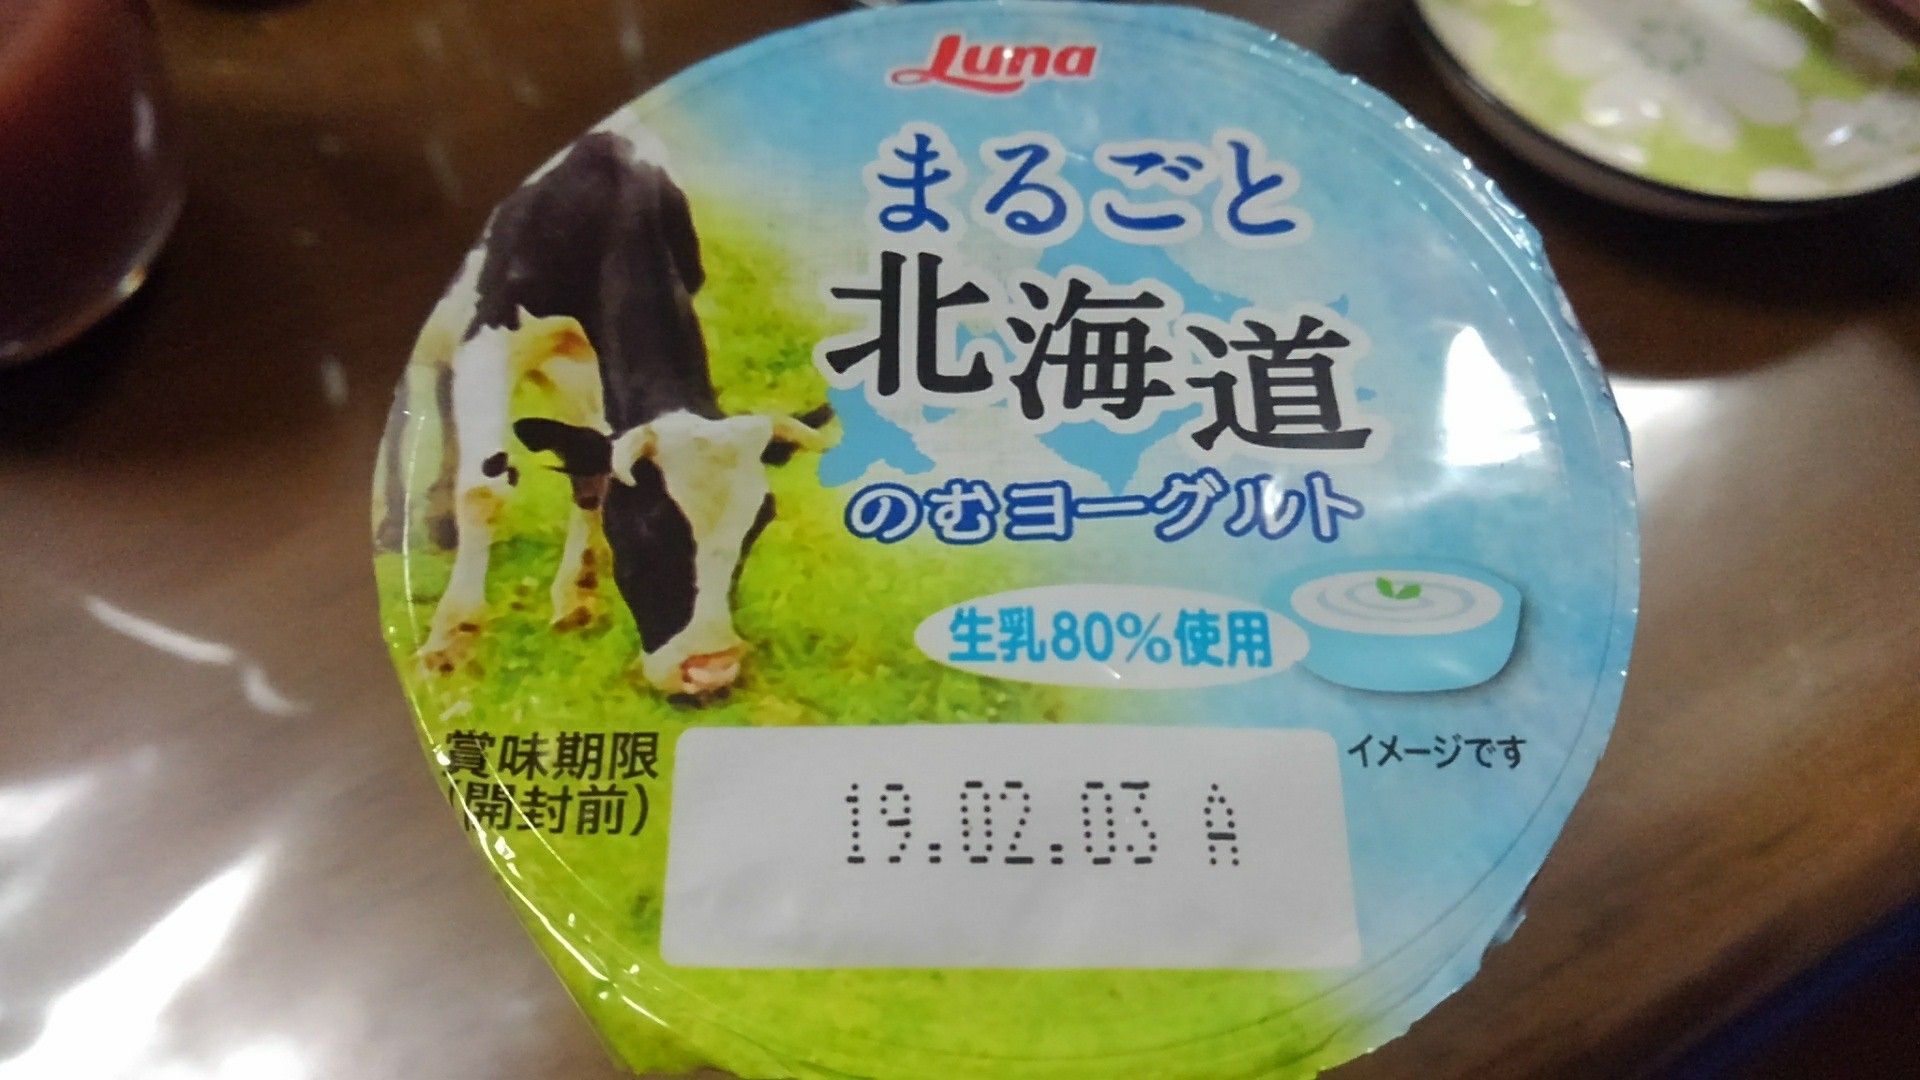 Luna
まるごと
北海道
のむヨーグルト
生乳80%使用
イメージです
賞味期限
(開封前)
19.02.03 A